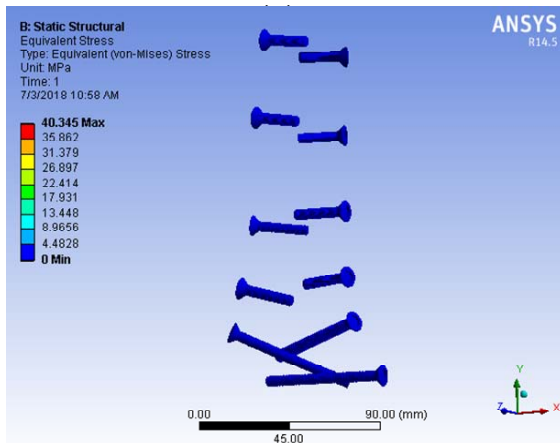 B: Static Structural
Equivalent Stress
Type: Equivalent (von-Mises) Stress
Unit: MPa
Time: 1
7/3/2018 10:58 AM
ANSYS
R14.5
40.345 Max
35.862
31.379
26.897
22.414
17.931
13.448
8.9656
4.4828
0 Min
0.00
90.00 (mm)
45.00
Y
Z
X